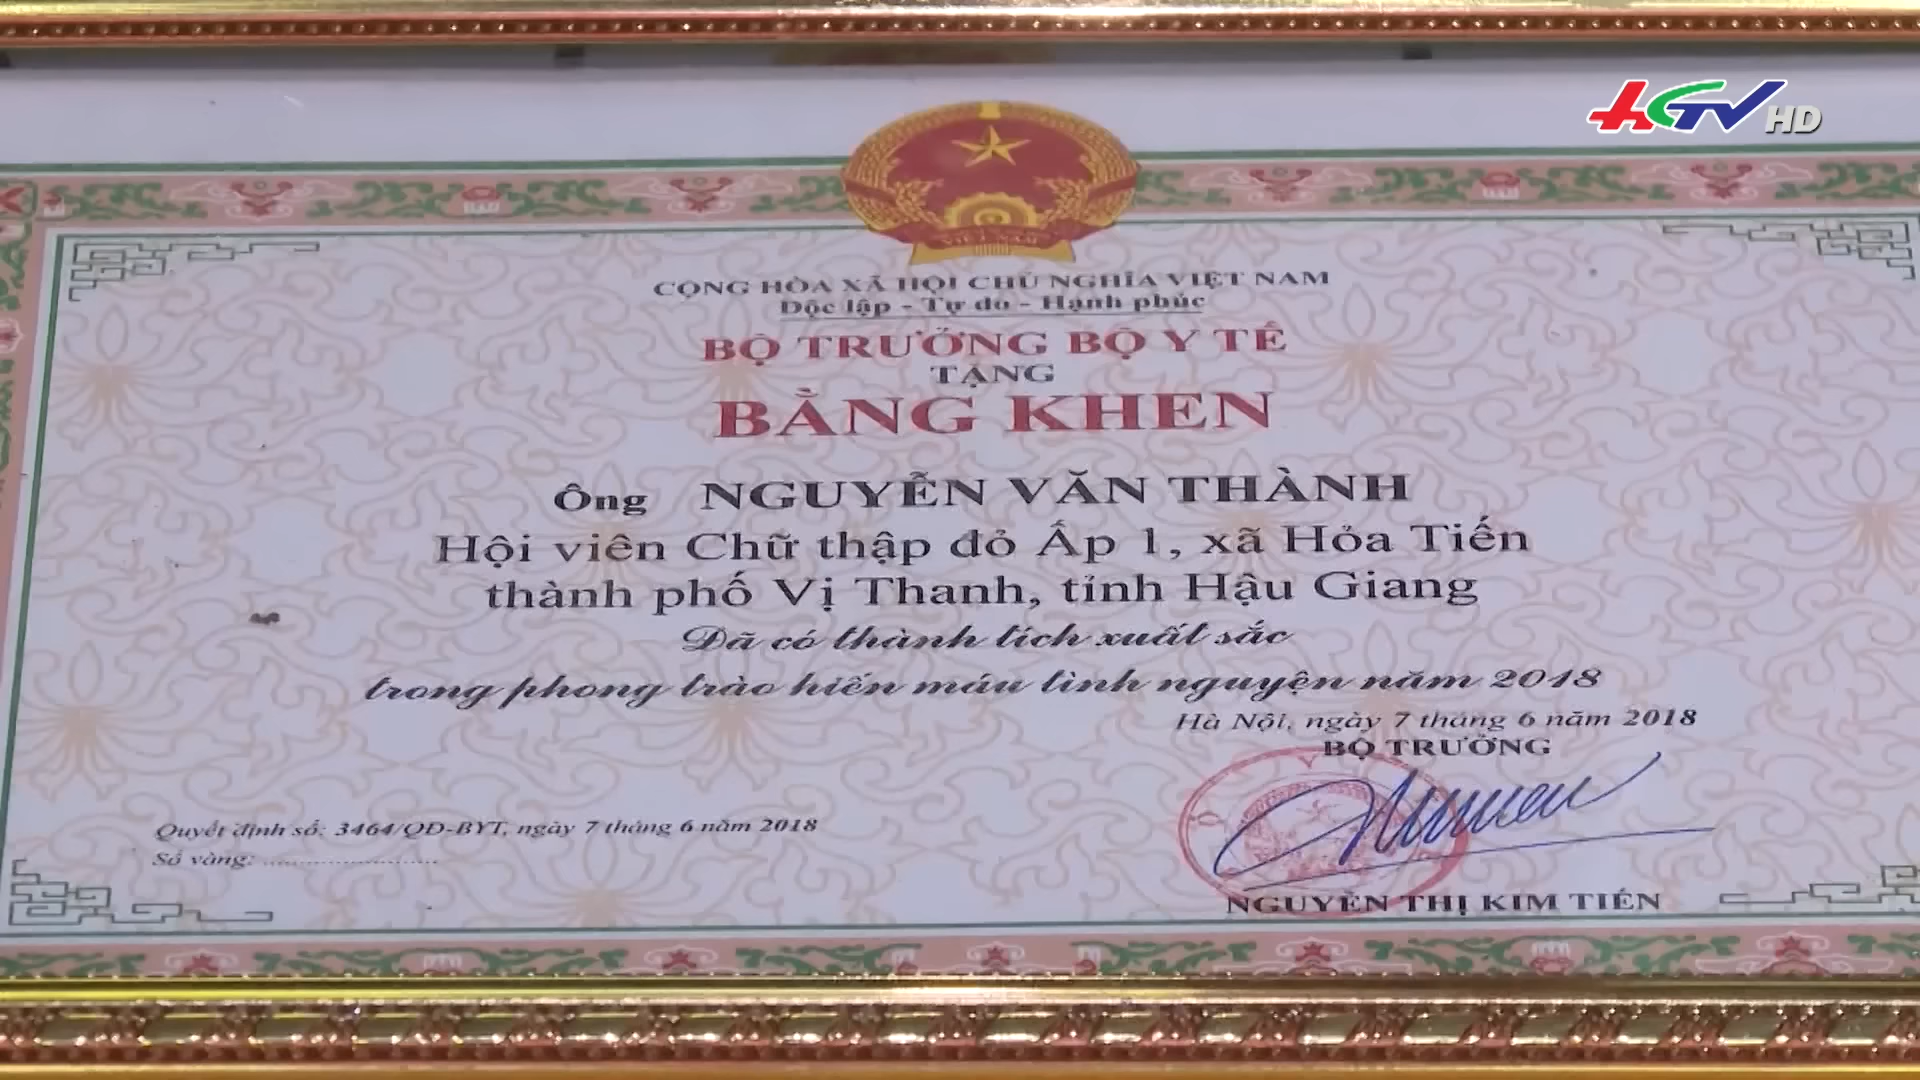 HGTV HD
VIỆT NAM
CỘNG HÒA XÃ HỘI CHỦ NGHĨA VIỆT NAM
Độc lập - Tự do - Hạnh phúc
BỘ TRƯỞNG BỘ Y TẾ
TẶNG
BẰNG KHEN
Ông NGUYỄN VĂN THÀNH
Hội viên Chữ thập đỏ Ấp 1, xã Hỏa Tiến
thành phố Vị Thanh, tỉnh Hậu Giang
Đã có thành tích xuất sắc
trong phong trào hiến máu tình nguyện năm 2018
Hà Nội, ngày 7 tháng 6 năm 2018
BỘ TRƯỞNG
Quyết định số: 3464/QĐ-BYT, ngày 7 tháng 6 năm 2018
Số vàng: ........................
NGUYỄN THỊ KIM TIẾN